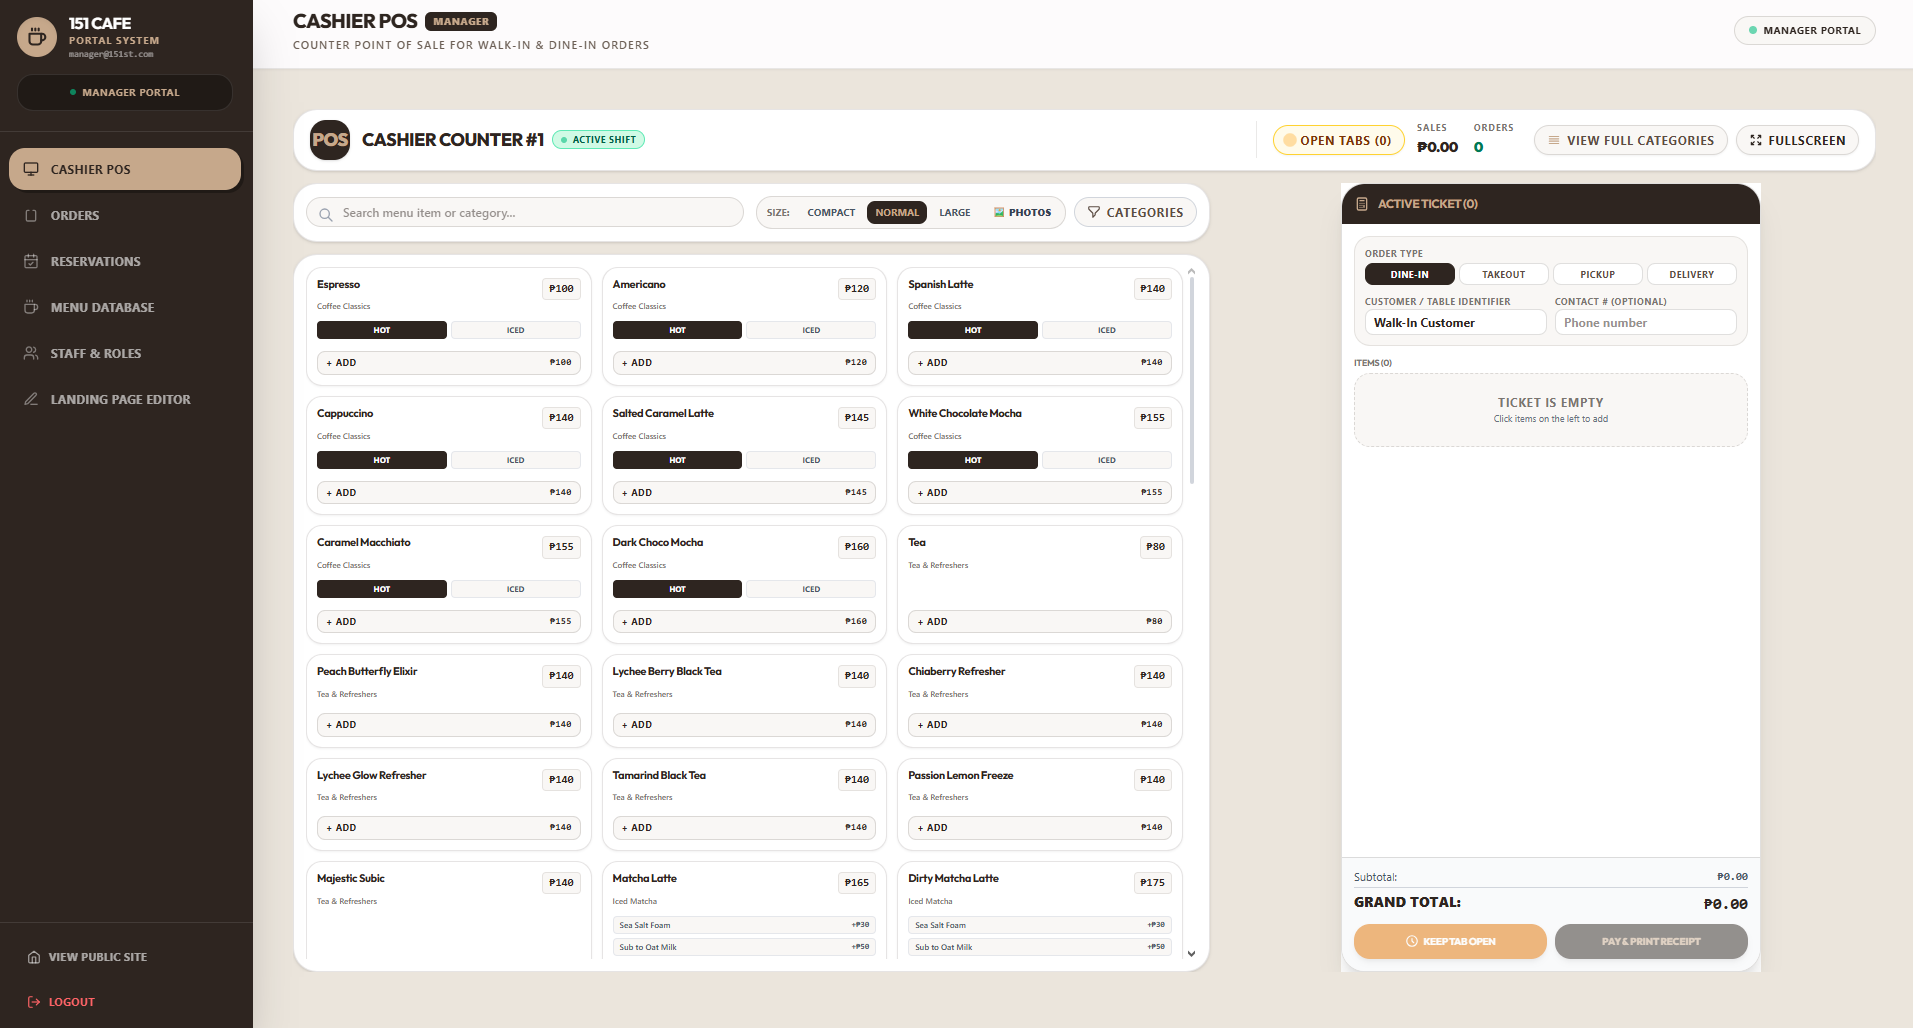 151 CAFE
PORTAL SYSTEM
manager@151st.com
MANAGER PORTAL
CASHIER POS
ORDERS
RESERVATIONS
MENU DATABASE
STAFF & ROLES
LANDING PAGE EDITOR
VIEW PUBLIC SITE
LOGOUT
CASHIER POS MANAGER
COUNTER POINT OF SALE FOR WALK-IN & DINE-IN ORDERS
MANAGER PORTAL
POS CASHIER COUNTER #1 ACTIVE SHIFT
OPEN TABS (0)
SALES
₱0.00
ORDERS
0
VIEW FULL CATEGORIES
FULLSCREEN
Search menu item or category...
SIZE: COMPACT NORMAL LARGE PHOTOS
CATEGORIES
Espresso ₱100
Coffee Classics
HOT ICED
+ ADD ₱100
Americano ₱120
Coffee Classics
HOT ICED
+ ADD ₱120
Spanish Latte ₱140
Coffee Classics
HOT ICED
+ ADD ₱140
Cappuccino ₱140
Coffee Classics
HOT ICED
+ ADD ₱140
Salted Caramel Latte ₱145
Coffee Classics
HOT ICED
+ ADD ₱145
White Chocolate Mocha ₱155
Coffee Classics
HOT ICED
+ ADD ₱155
Caramel Macchiato ₱155
Coffee Classics
HOT ICED
+ ADD ₱155
Dark Choco Mocha ₱160
Coffee Classics
HOT ICED
+ ADD ₱160
Tea ₱80
Tea & Refreshers
+ ADD ₱80
Peach Butterfly Elixir ₱140
Tea & Refreshers
+ ADD ₱140
Lychee Berry Black Tea ₱140
Tea & Refreshers
+ ADD ₱140
Chiaberry Refresher ₱140
Tea & Refreshers
+ ADD ₱140
Lychee Glow Refresher ₱140
Tea & Refreshers
+ ADD ₱140
Tamarind Black Tea ₱140
Tea & Refreshers
+ ADD ₱140
Passion Lemon Freeze ₱140
Tea & Refreshers
+ ADD ₱140
Majestic Subic ₱140
Tea & Refreshers
Matcha Latte ₱165
Iced Matcha
Sea Salt Foam +₱30
Sub to Oat Milk +₱50
Dirty Matcha Latte ₱175
Iced Matcha
Sea Salt Foam +₱30
Sub to Oat Milk +₱50
ACTIVE TICKET (0)
ORDER TYPE
DINE-IN TAKEOUT PICKUP DELIVERY
CUSTOMER / TABLE IDENTIFIER
Walk-In Customer
CONTACT # (OPTIONAL)
Phone number
ITEMS (0)
TICKET IS EMPTY
Click items on the left to add
Subtotal: ₱0.00
GRAND TOTAL: ₱0.00
KEEP TAB OPEN
PAY & PRINT RECEIPT